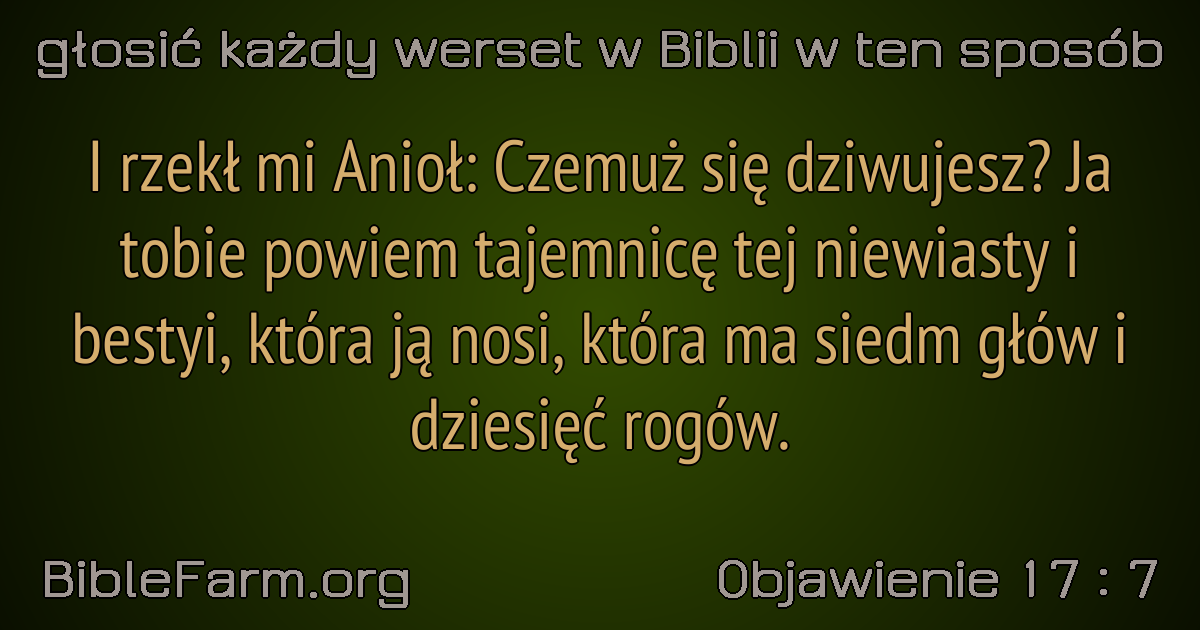 głosić każdy werset w Biblii w ten sposób
I rzekł mi Anioł: Czemuż się dziwujesz? Ja
tobie powiem tajemnicę tej niewiasty i
bestyi, która ją nosi, która ma siedm głów i
dziesięć rogów.
BibleFarm.org
Objawienie 17 : 7